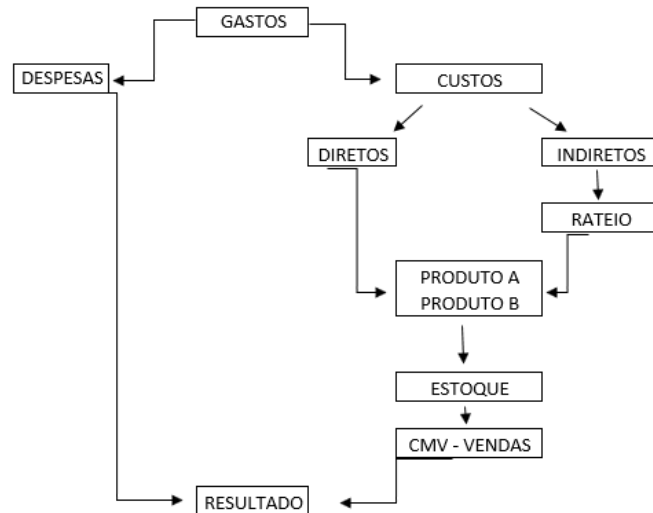 GASTOS
DESPESAS
CUSTOS
DIRETOS
INDIRETOS
RATEIO
PRODUTO A
PRODUTO B
ESTOQUE
CMV - VENDAS
RESULTADO